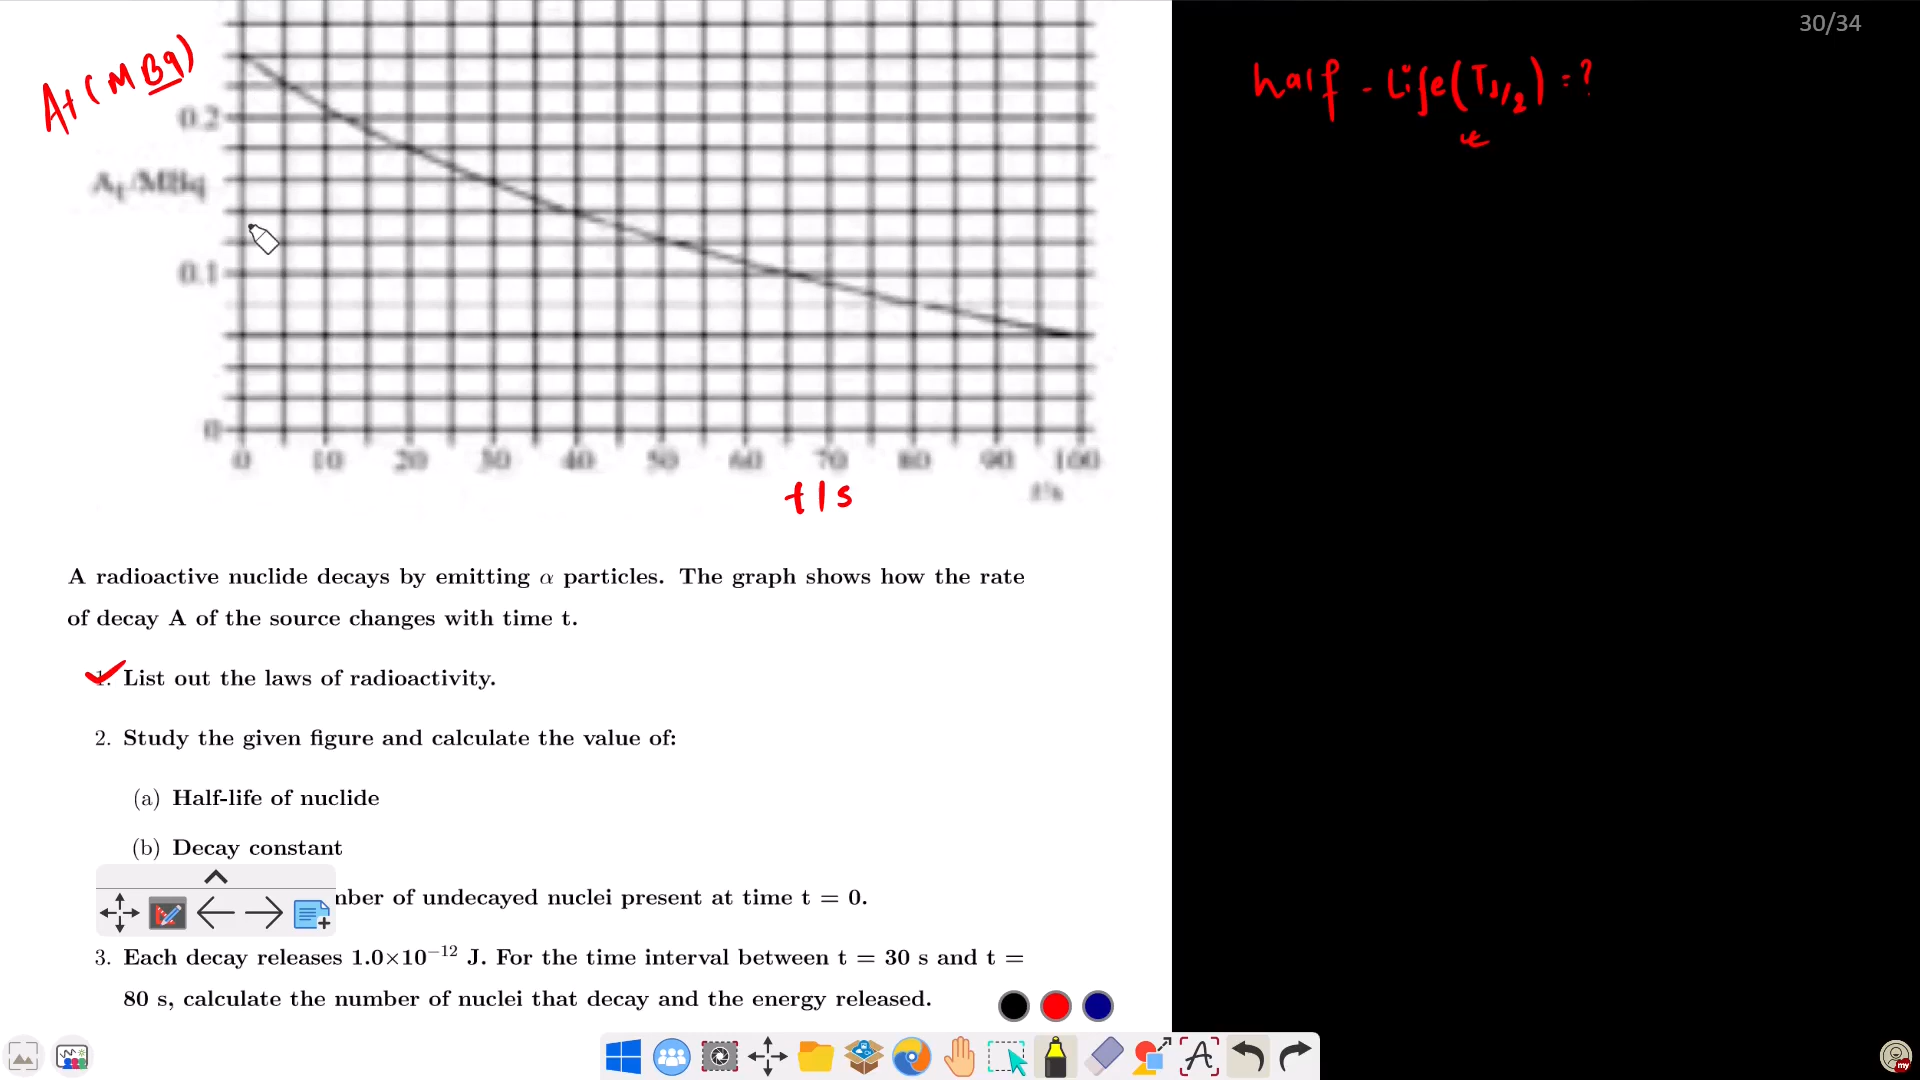 30/34
At (MBq)
half - Life (T1/2) = ?
0.2
At/MBq
0.1
0
0 10 20 30 40 50 60 70 80 90 100
t/s
t/s
A radioactive nuclide decays by emitting α particles. The graph shows how the rate
of decay A of the source changes with time t.
1. List out the laws of radioactivity.
2. Study the given figure and calculate the value of:
(a) Half-life of nuclide
(b) Decay constant
nber of undecayed nuclei present at time t = 0.
3. Each decay releases 1.0×10⁻¹² J. For the time interval between t = 30 s and t =
80 s, calculate the number of nuclei that decay and the energy released.
my